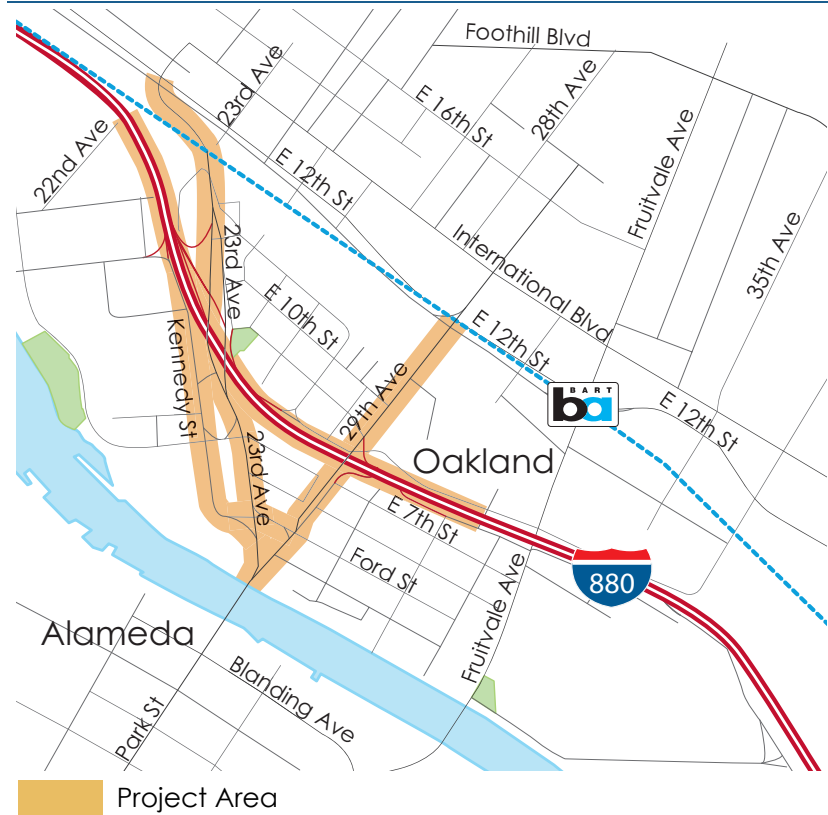 Foothill Blvd
23rd Ave
E 16th St
28th Ave
Fruitvale Ave
22nd Ave
E 12th St
35th Ave
International Blvd
23rd Ave
E 10th St
E 12th St
Kennedy St
29th Ave
BART
ba
E 12th St
23rd Ave
Oakland
E 7th St
Ford St
880
Fruitvale Ave
Alameda
Blanding Ave
Park St
Project Area